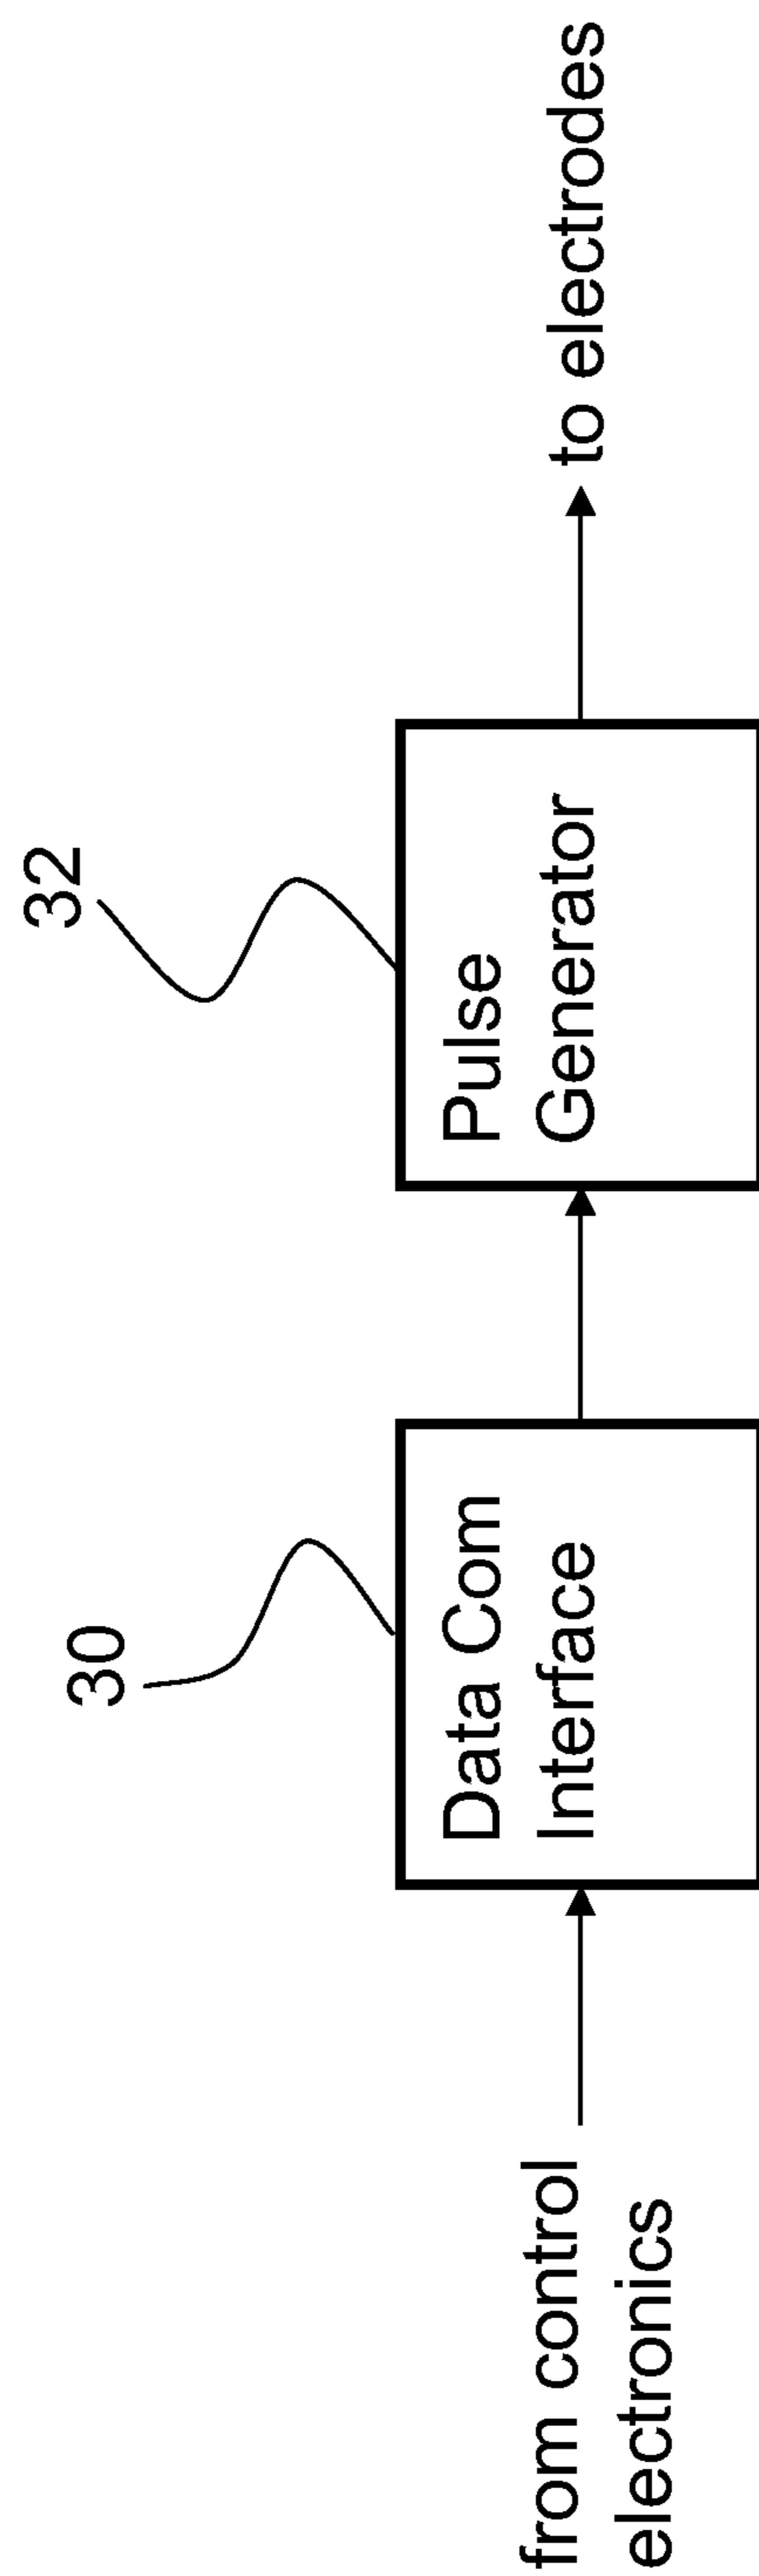 30
32
from control
electronics
Data Com
Interface
Pulse
Generator
to electrodes